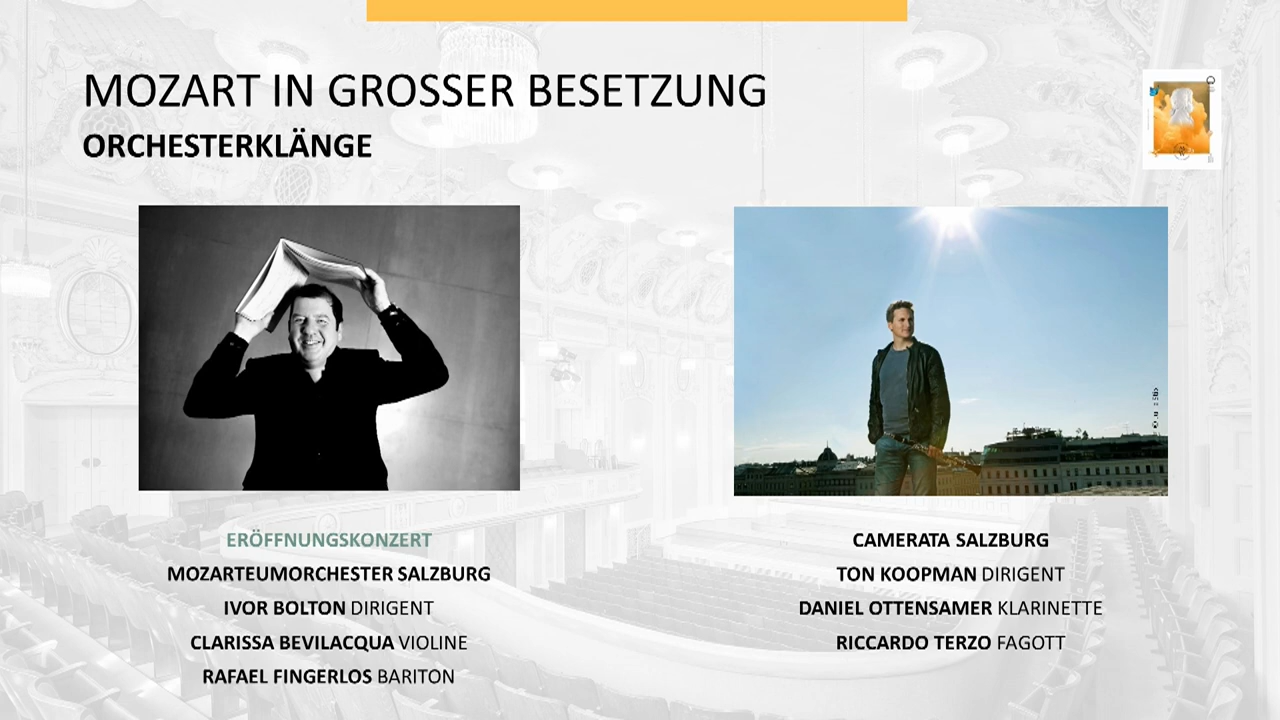 MOZART IN GROSSER BESETZUNG
ORCHESTERKLÄNGE
ERÖFFNUNGSKONZERT
MOZARTEUMORCHESTER SALZBURG
IVOR BOLTON DIRIGENT
CLARISSA BEVILACQUA VIOLINE
RAFAEL FINGERLOS BARITON
CAMERATA SALZBURG
TON KOOPMAN DIRIGENT
DANIEL OTTENSAMER KLARINETTE
RICCARDO TERZO FAGOTT